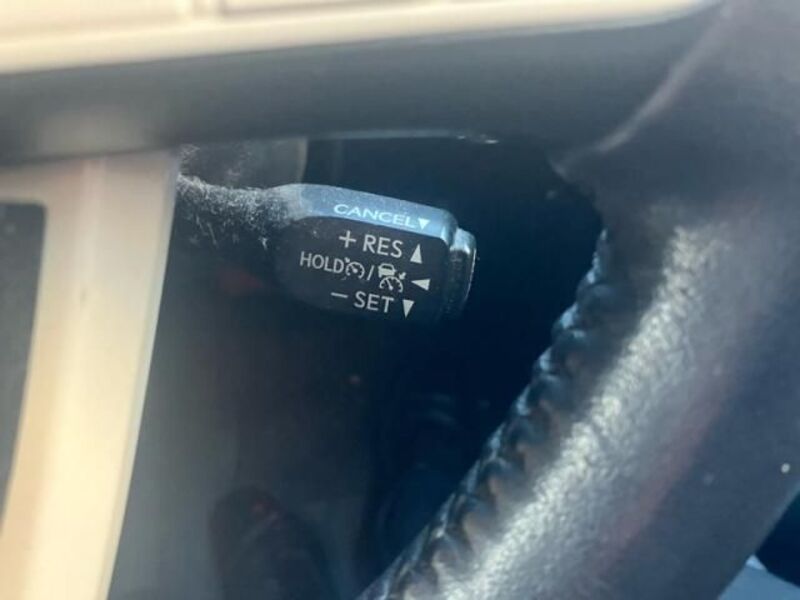 CANCEL▼
+ RES ▲
HOLD / ◀
− SET ▼